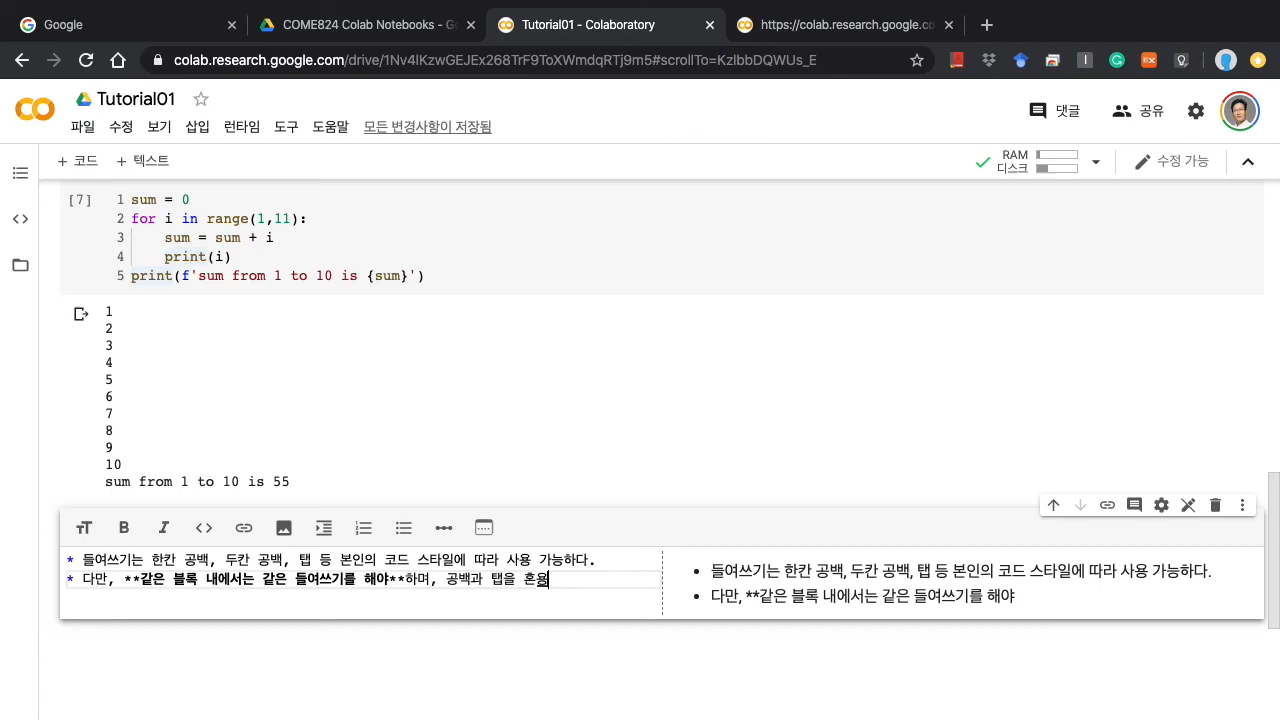 Google
COME824 Colab Notebooks - Go
Tutorial01 - Colaboratory
https://colab.research.google.co
colab.research.google.com/drive/1Nv4lKzwGEJEx268TrF9ToXWmdqRTj9m5#scrollTo=KzlbbDQWUs_E
Tutorial01
댓글
공유
파일 수정 보기 삽입 런타임 도구 도움말 모든 변경사항이 저장됨
+ 코드 + 텍스트
RAM
디스크
수정 가능
[7]
1 sum = 0
2 for i in range(1,11):
3 sum = sum + i
4 print(i)
5 print(f'sum from 1 to 10 is {sum}')
1
2
3
4
5
6
7
8
9
10
sum from 1 to 10 is 55
* 들여쓰기는 한칸 공백, 두칸 공백, 탭 등 본인의 코드 스타일에 따라 사용 가능하다.
* 다만, **같은 블록 내에서는 같은 들여쓰기를 해야**하며, 공백과 탭을 혼용
• 들여쓰기는 한칸 공백, 두칸 공백, 탭 등 본인의 코드 스타일에 따라 사용 가능하다.
• 다만, **같은 블록 내에서는 같은 들여쓰기를 해야